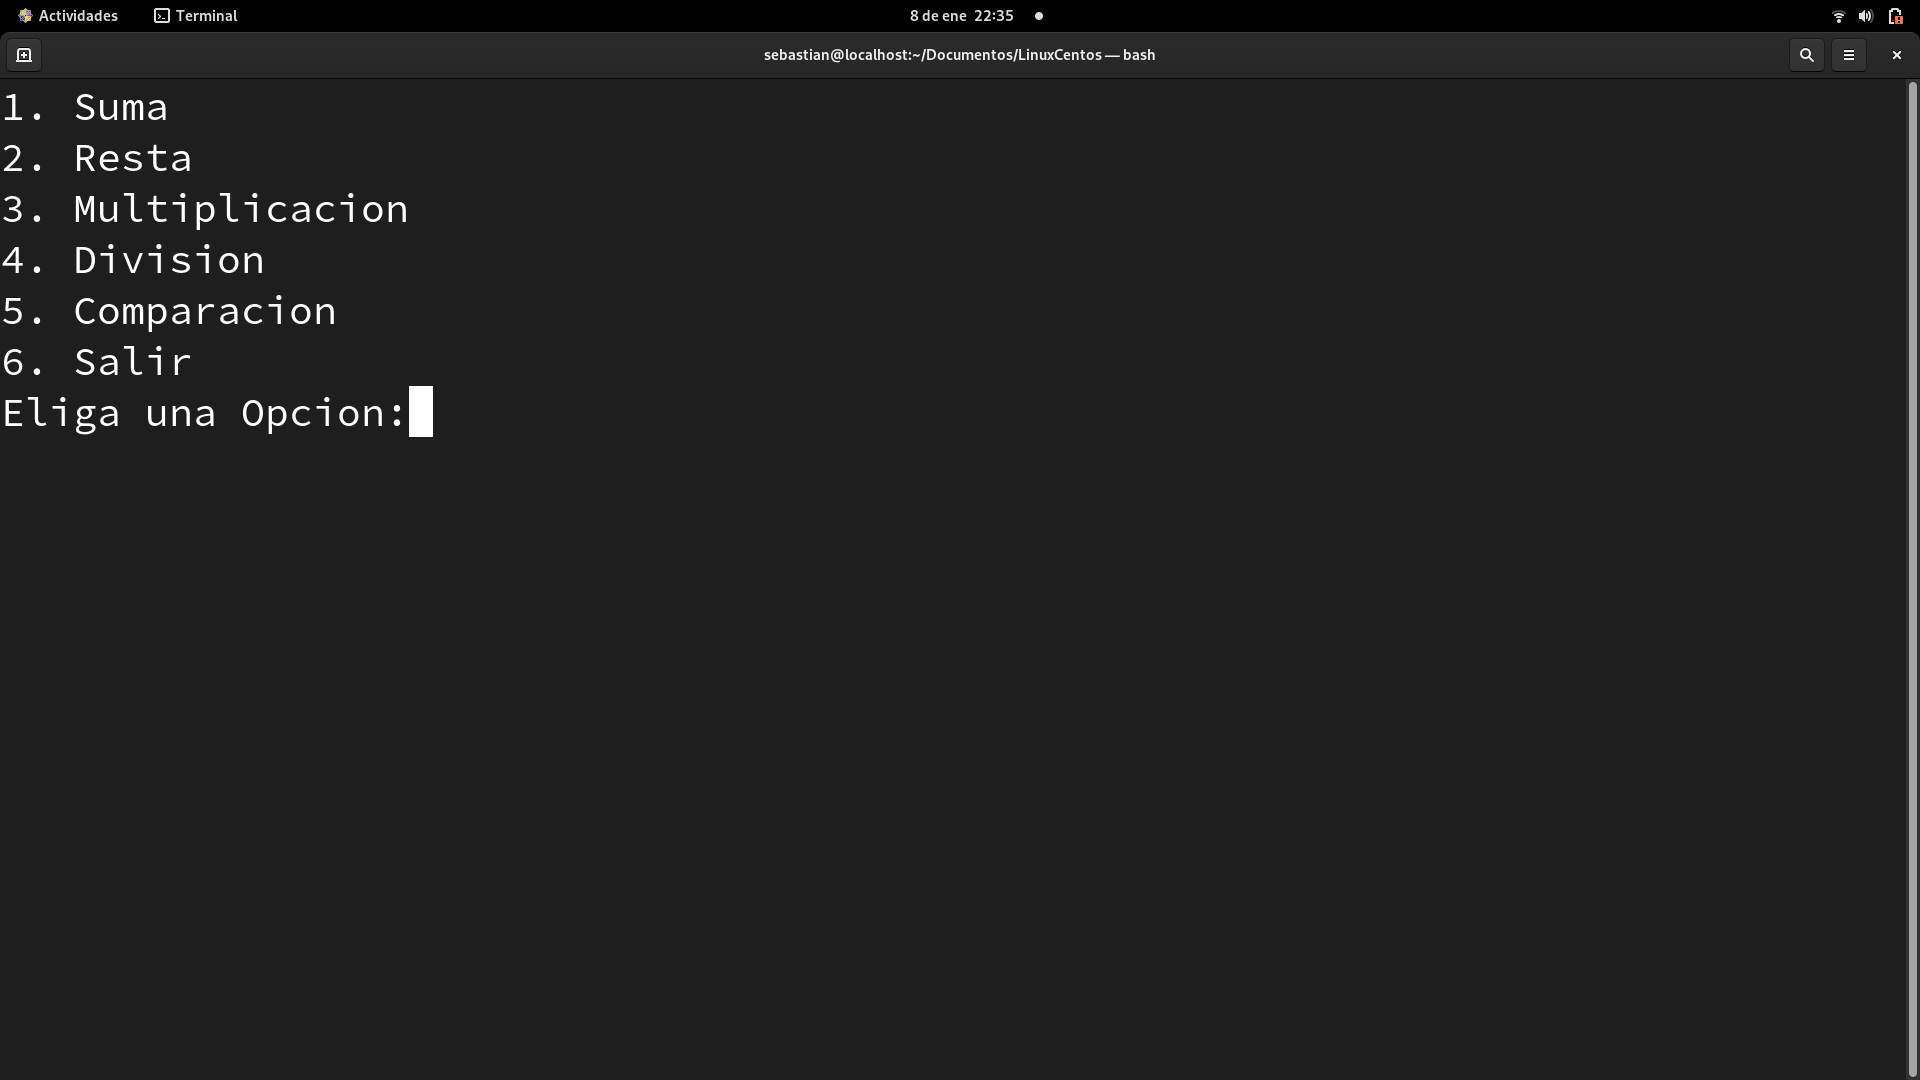 Actividades Terminal 8 de ene 22:35
sebastian@localhost:~/Documentos/LinuxCentos — bash
1. Suma
2. Resta
3. Multiplicacion
4. Division
5. Comparacion
6. Salir
Eliga una Opcion: